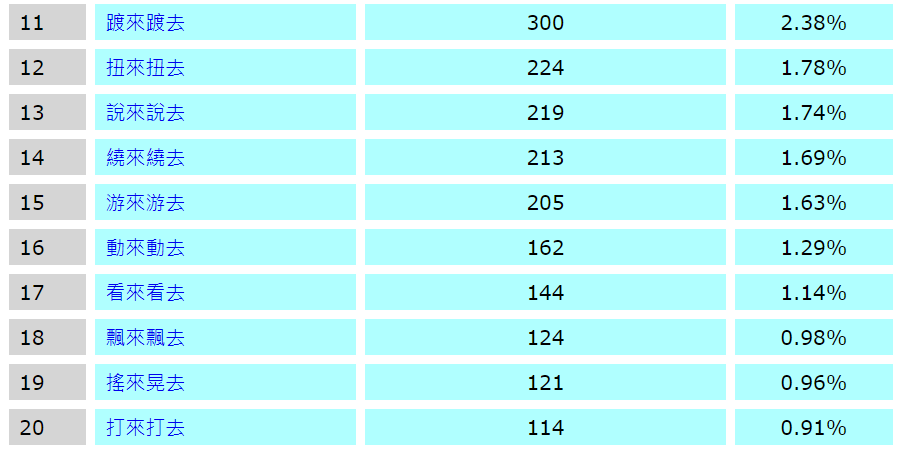 11 踱來踱去 300 2.38%
12 扭來扭去 224 1.78%
13 說來說去 219 1.74%
14 繞來繞去 213 1.69%
15 游來游去 205 1.63%
16 動來動去 162 1.29%
17 看來看去 144 1.14%
18 飄來飄去 124 0.98%
19 搖來晃去 121 0.96%
20 打來打去 114 0.91%